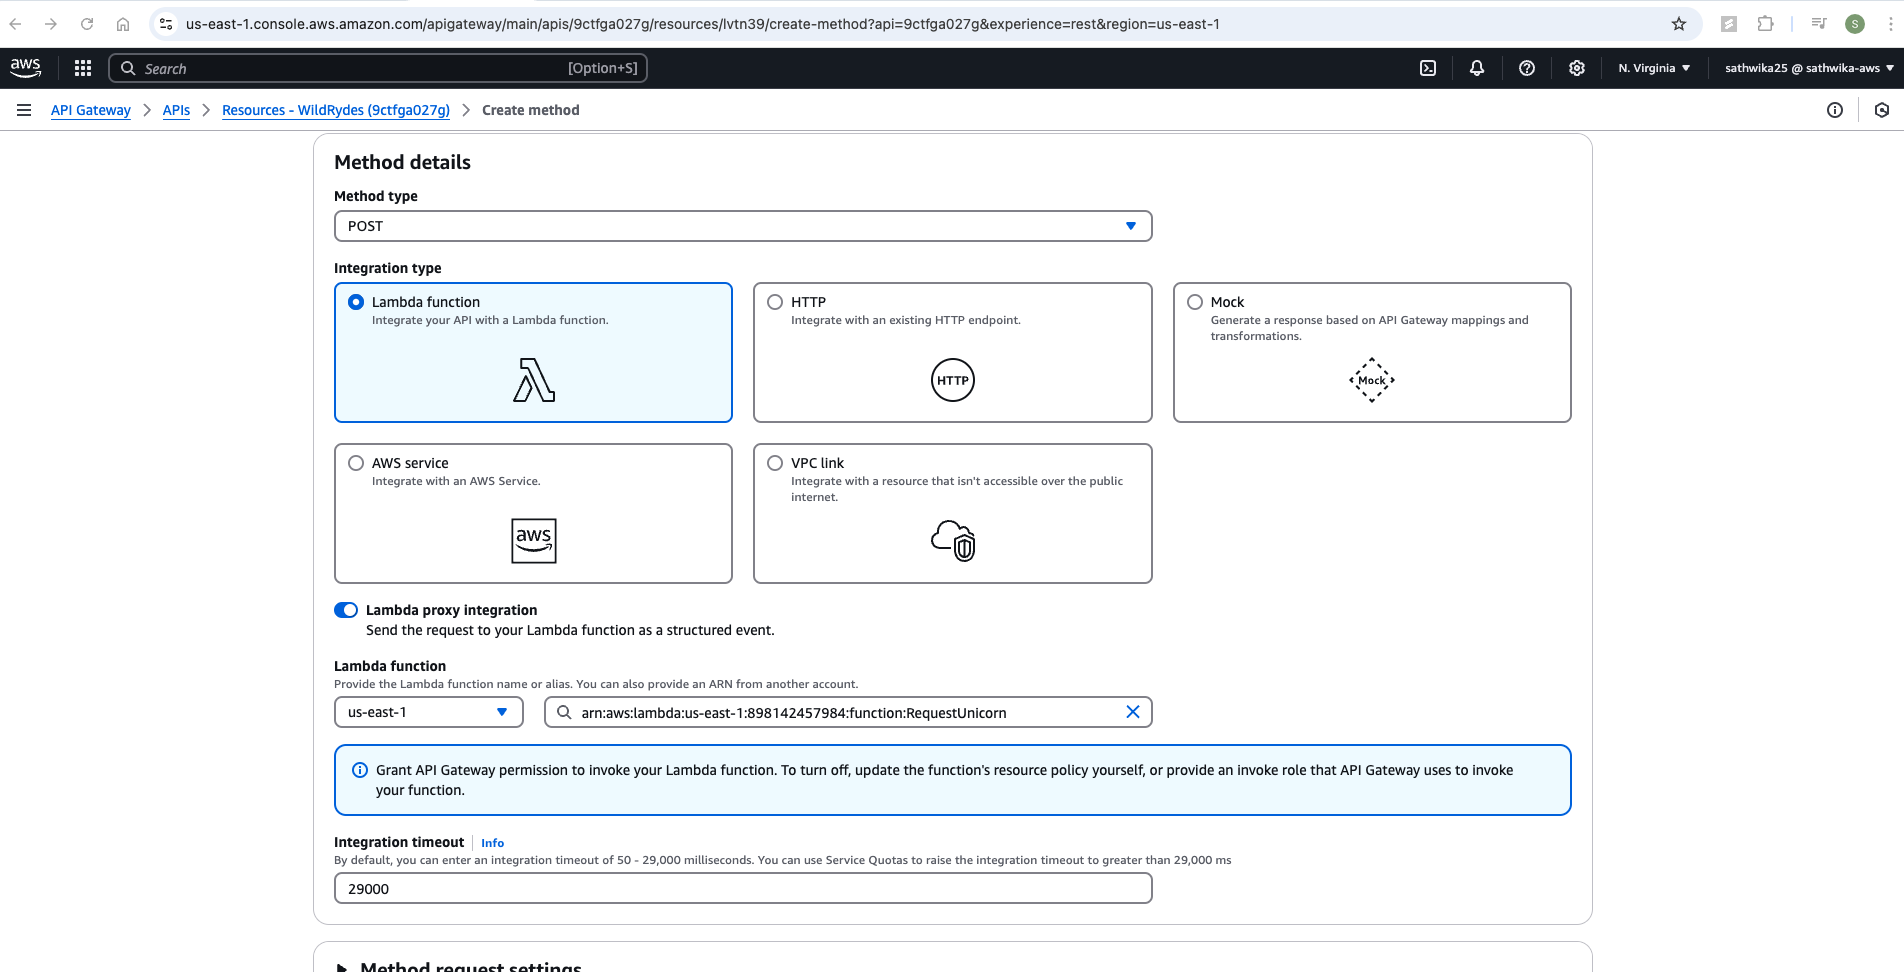 us-east-1.console.aws.amazon.com/apigateway/main/apis/9ctfga027g/resources/lvtn39/create-method?api=9ctfga027g&experience=rest&region=us-east-1
S
aws
Search
[Option+S]
N. Virginia
sathwika25 @ sathwika-aws
API Gateway
APIs
Resources - WildRydes (9ctfga027g)
Create method
Method details
Method type
POST
Integration type
Lambda function
Integrate your API with a Lambda function.
HTTP
Integrate with an existing HTTP endpoint.
HTTP
Mock
Generate a response based on API Gateway mappings and
transformations.
Mock
AWS service
Integrate with an AWS Service.
aws
VPC link
Integrate with a resource that isn't accessible over the public
internet.
Lambda proxy integration
Send the request to your Lambda function as a structured event.
Lambda function
Provide the Lambda function name or alias. You can also provide an ARN from another account.
us-east-1
arn:aws:lambda:us-east-1:898142457984:function:RequestUnicorn
Grant API Gateway permission to invoke your Lambda function. To turn off, update the function's resource policy yourself, or provide an invoke role that API Gateway uses to invoke
your function.
Integration timeout
Info
By default, you can enter an integration timeout of 50 - 29,000 milliseconds. You can use Service Quotas to raise the integration timeout to greater than 29,000 ms
29000
Method request settings